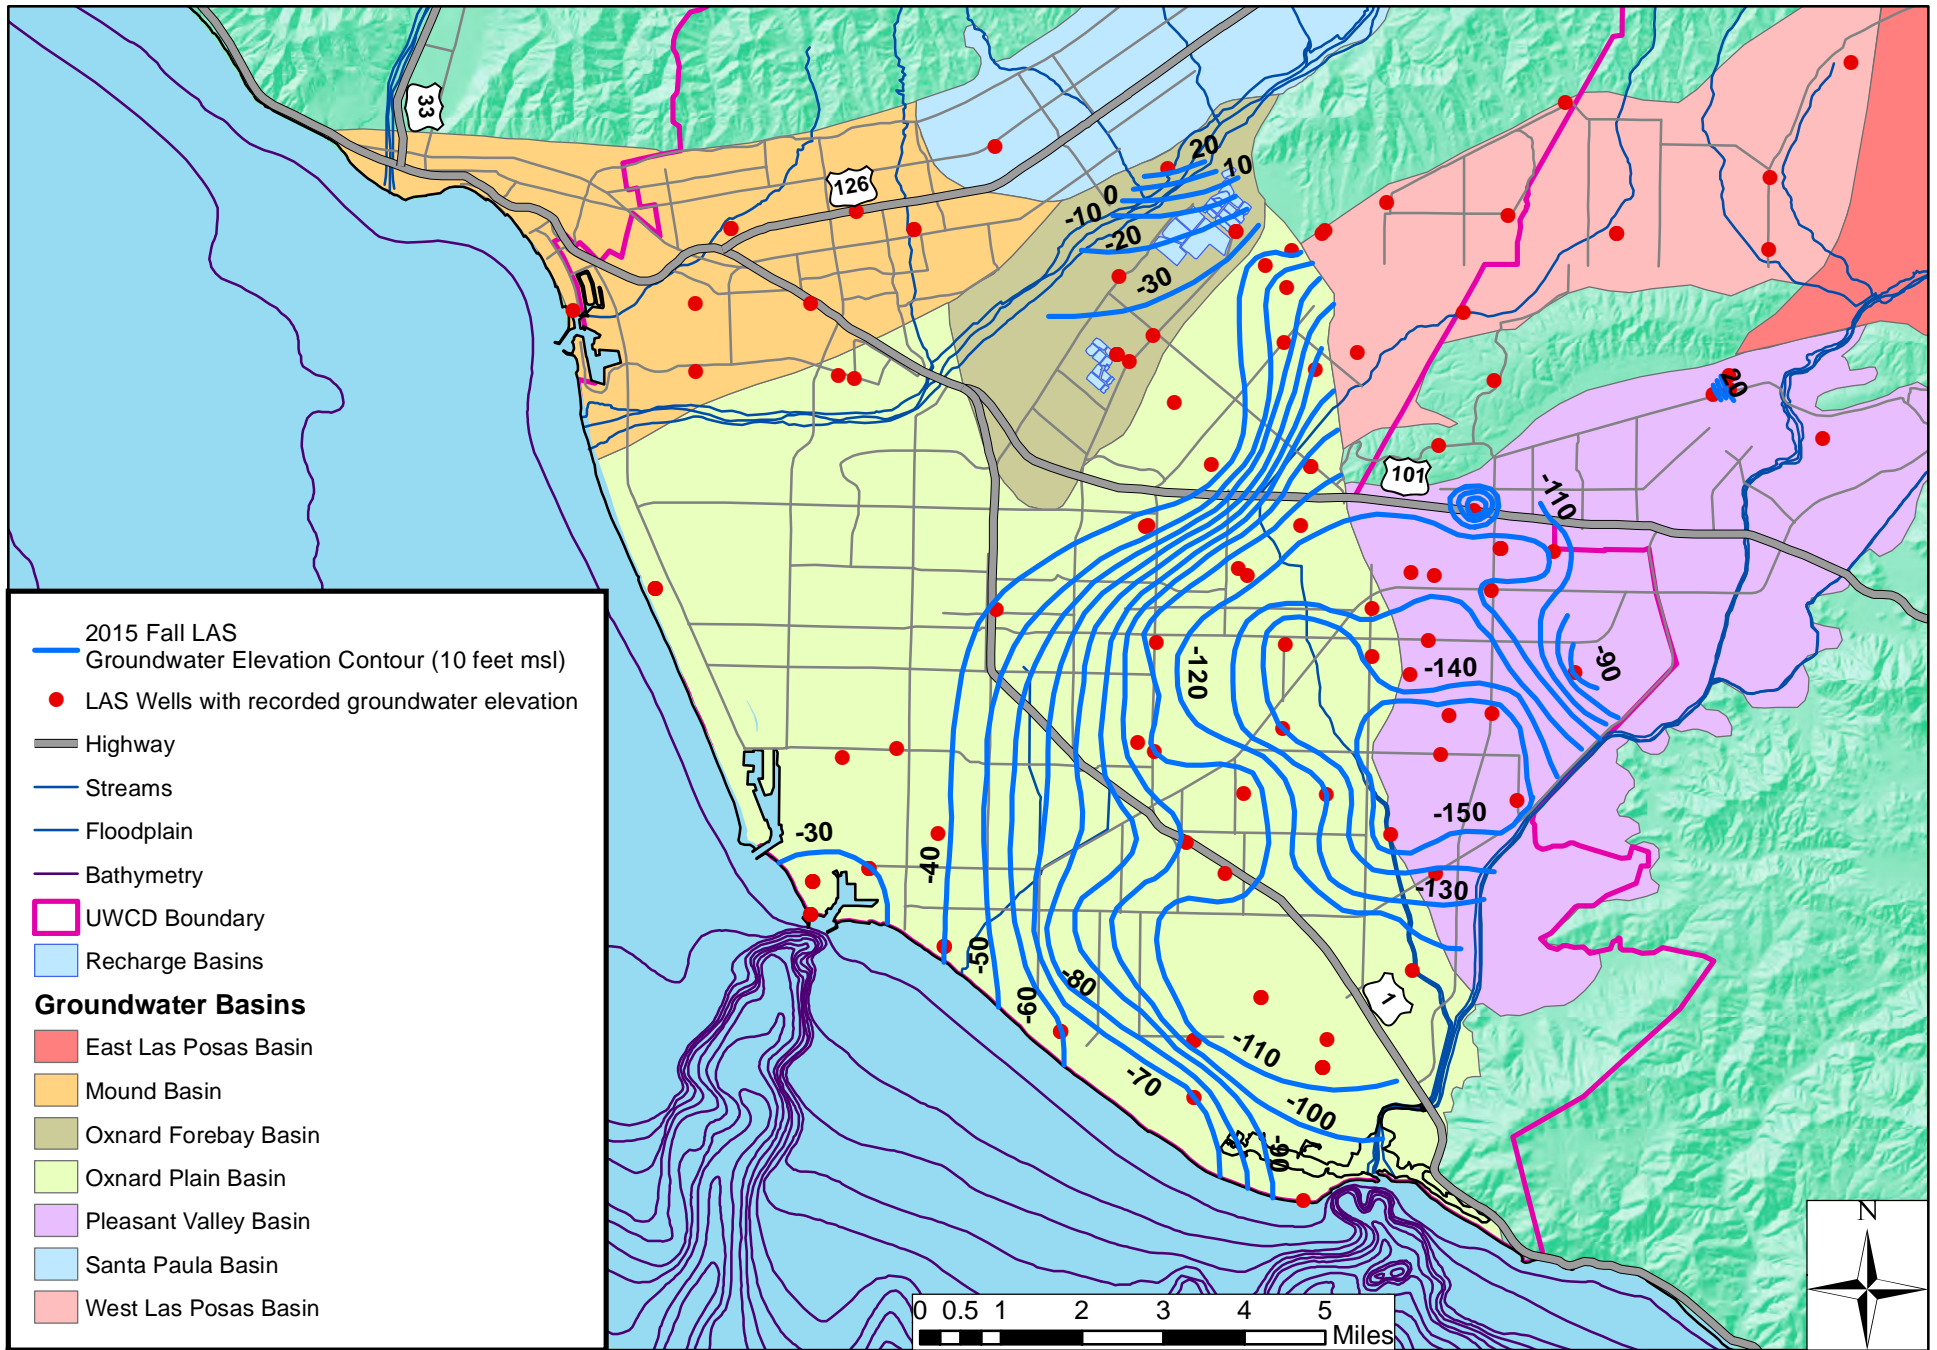 33
126
20
10
0
-10
-20
-30
20
101
-110
-120
-140
-90
-150
-130
-30
-40
-50
-60
-80
-70
-110
-100
-90
1
2015 Fall LAS
Groundwater Elevation Contour (10 feet msl)
LAS Wells with recorded groundwater elevation
Highway
Streams
Floodplain
Bathymetry
UWCD Boundary
Recharge Basins
Groundwater Basins
East Las Posas Basin
Mound Basin
Oxnard Forebay Basin
Oxnard Plain Basin
Pleasant Valley Basin
Santa Paula Basin
West Las Posas Basin
0 0.5 1 2 3 4 5
Miles
N